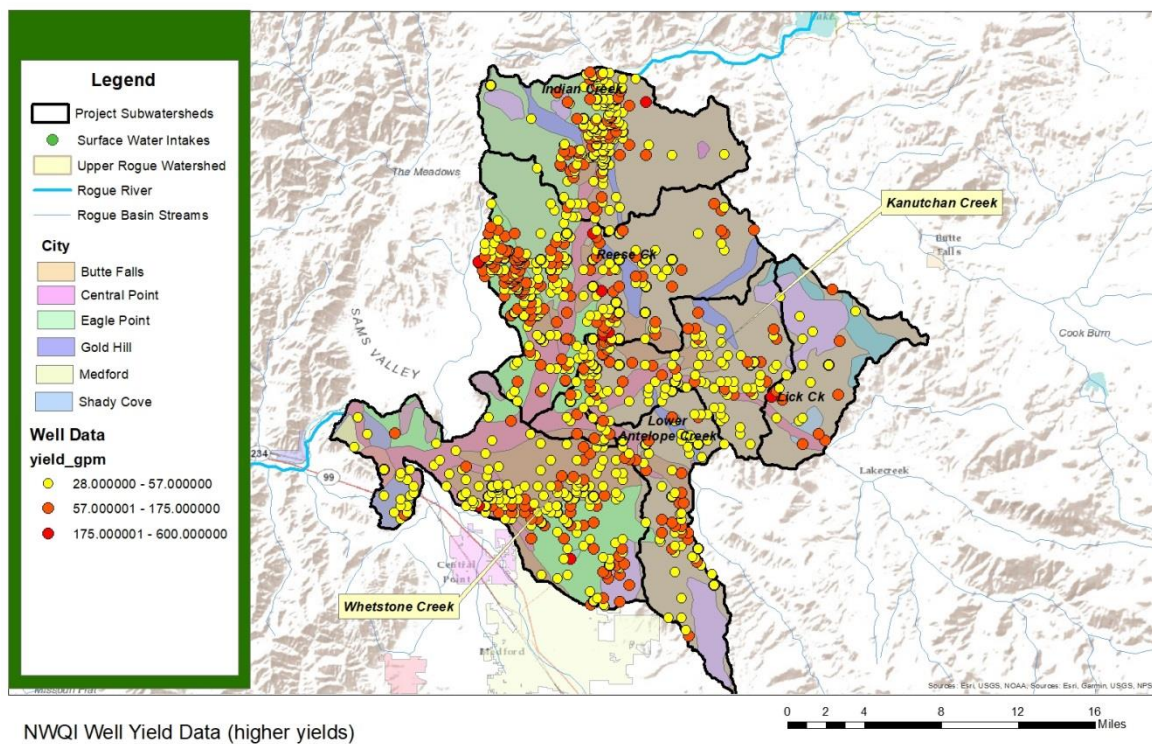 Legend
Project Subwatersheds
Surface Water Intakes
Upper Rogue Watershed
Rogue River
Rogue Basin Streams
City
Butte Falls
Central Point
Eagle Point
Gold Hill
Medford
Shady Cove
Well Data
yield_gpm
28.000000 - 57.000000
57.000001 - 175.000000
175.000001 - 600.000000
Indian Creek
The Meadows
Kanutchan Creek
Butte
Falls
Reese Ck
SAMS VALLEY
Cook Burn
Lick Ck
Lower
Antelope Creek
234
99
Lakecreek
Central
Point
Whetstone Creek
Medford
Sources: Esri, USGS, NOAA; Sources: Esri, Garmin, USGS, NPS
NWQI Well Yield Data (higher yields)
0 2 4 8 12 16
Miles